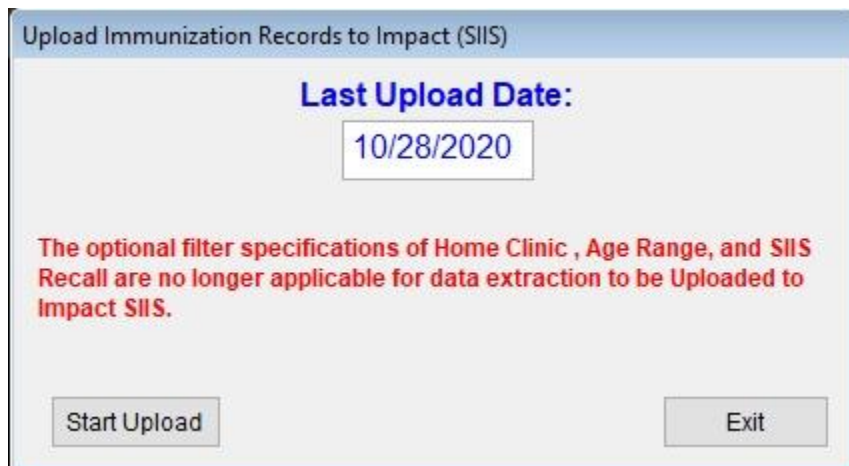 Upload Immunization Records to Impact (SIIS)
Last Upload Date:
10/28/2020
The optional filter specifications of Home Clinic , Age Range, and SIIS
Recall are no longer applicable for data extraction to be Uploaded to
Impact SIIS.
Start Upload
Exit